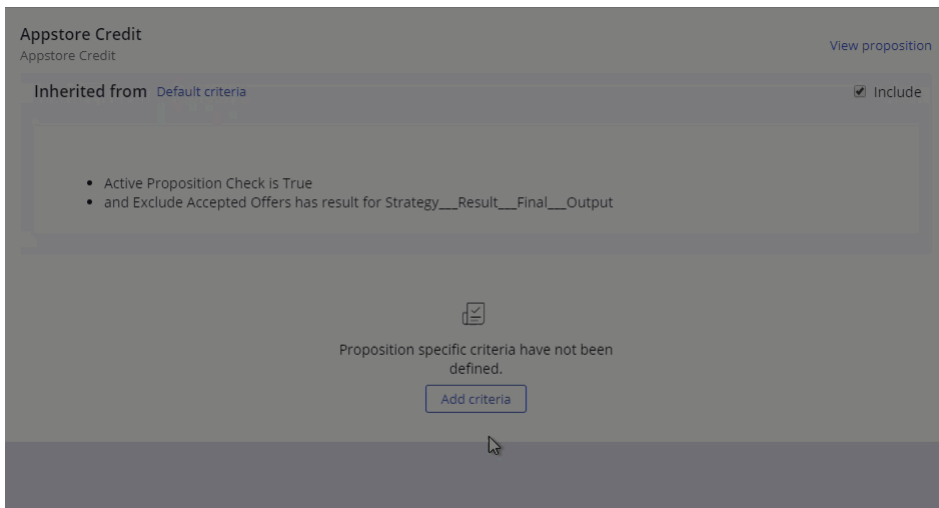 Appstore Credit
Appstore Credit
View proposition
Inherited from Default criteria
Include
Active Proposition Check is True
and Exclude Accepted Offers has result for Strategy___Result___Final___Output
Proposition specific criteria have not been
defined.
Add criteria